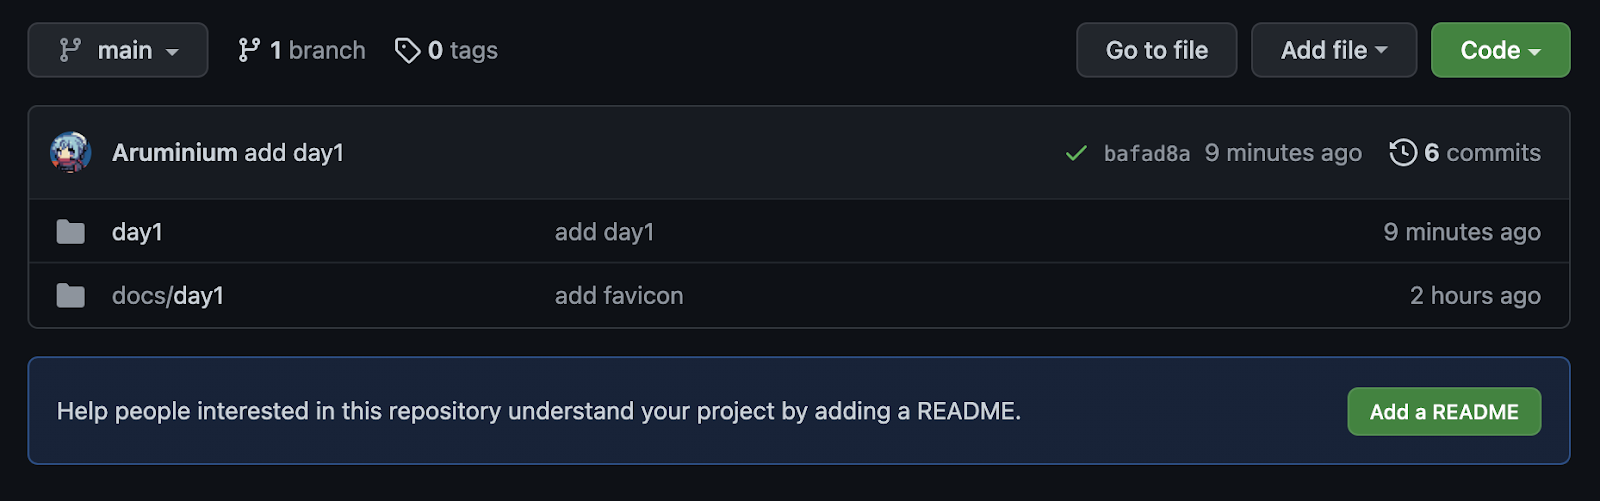 main 1 branch 0 tags Go to file Add file Code
Aruminium add day1 bafad8a 9 minutes ago 6 commits
day1 add day1 9 minutes ago
docs/day1 add favicon 2 hours ago
Help people interested in this repository understand your project by adding a README. Add a README